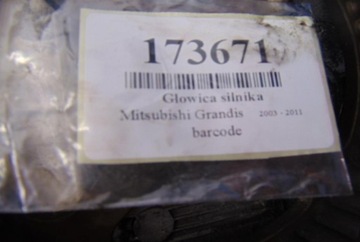 173671
Głowica silnika
Mitsubishi Grandis 2003 - 2011
barcode